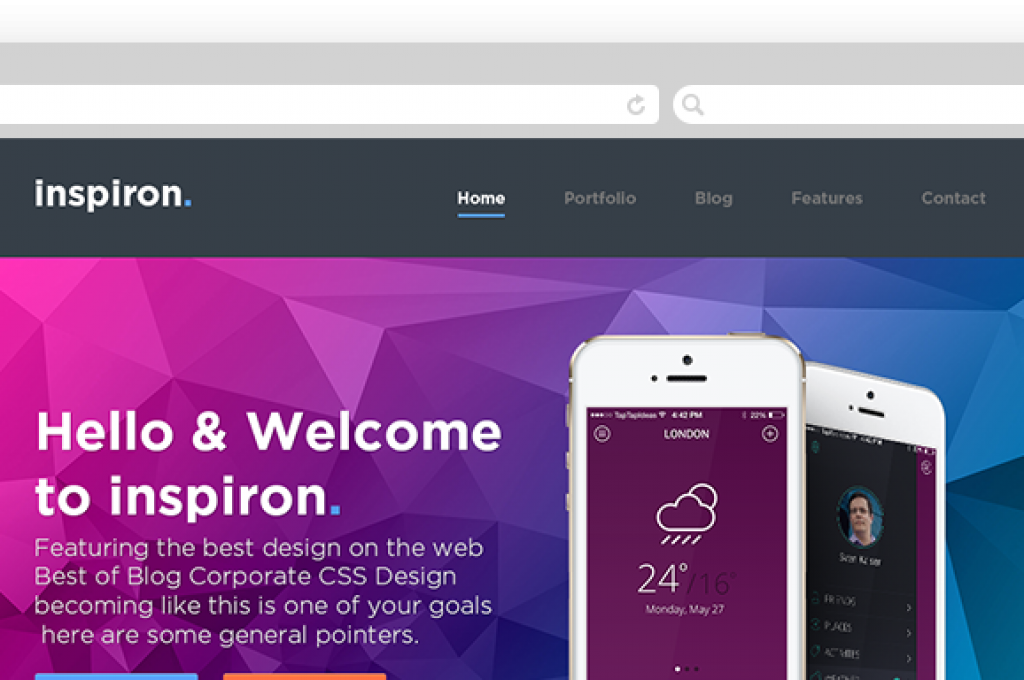 inspiron.
Home Portfolio Blog Features Contact
Hello & Welcome
to inspiron.
Featuring the best design on the web
Best of Blog Corporate CSS Design
becoming like this is one of your goals
here are some general pointers.
TapTapIdeas 4:42 PM 22%
LONDON
24°/16°
Monday, May 27
FRIENDS
PLACES
ACTIVITIES